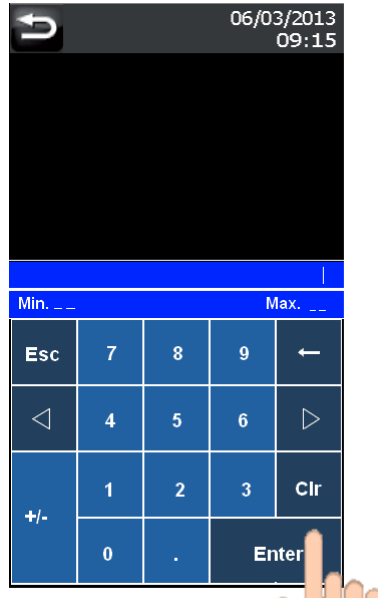 06/03/2013
09:15
Min. _ _ Max. _ _
Esc 7 8 9 ←
◁ 4 5 6 ▷
+/- 1 2 3 Clr
0 . Enter